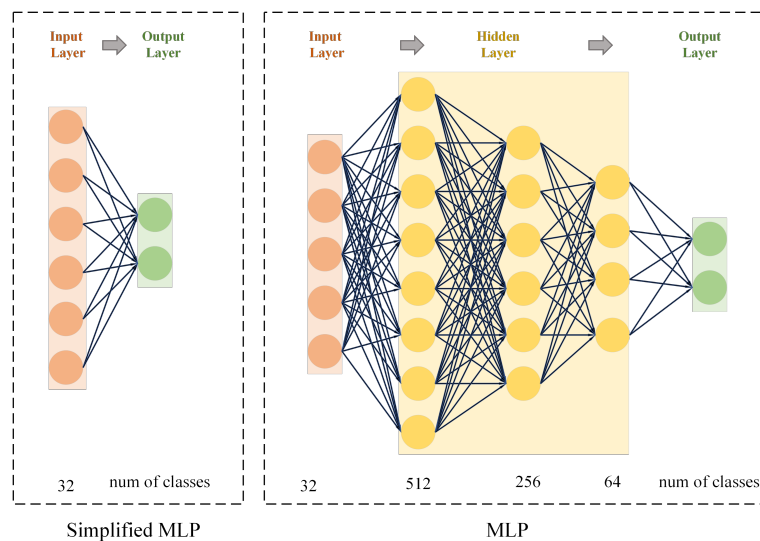 Input
Layer
Output
Layer
32
num of classes
Simplified MLP
Input
Layer
Hidden
Layer
Output
Layer
32
512
256
64
num of classes
MLP